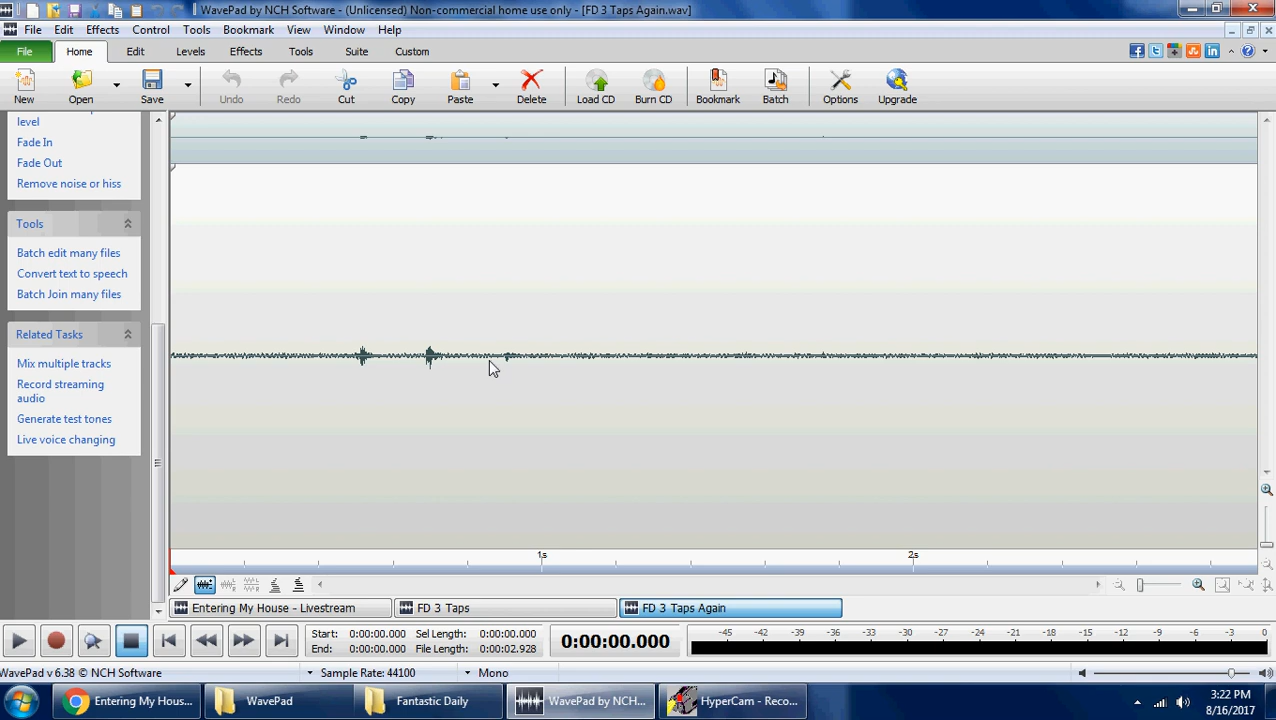 WavePad by NCH Software - (Unlicensed) Non-commercial home use only - [FD 3 Taps Again.wav]
File Edit Effects Control Tools Bookmark View Window Help
File Home Edit Levels Effects Tools Suite Custom
New Open Save Undo Redo Cut Copy Paste Delete Load CD Burn CD Bookmark Batch Options Upgrade
level
Fade In
Fade Out
Remove noise or hiss
Tools
Batch edit many files
Convert text to speech
Batch Join many files
Related Tasks
Mix multiple tracks
Record streaming
audio
Generate test tones
Live voice changing
1s 2s
Entering My House - Livestream FD 3 Taps FD 3 Taps Again
Start: 0:00:00.000 Sel Length: 0:00:00.000
End: 0:00:00.000 File Length: 0:00:02.928
0:00:00.000
-45 -42 -39 -36 -33 -30 -27 -24 -21 -18 -15 -12 -9 -6 -3 0
WavePad v 6.38 © NCH Software Sample Rate: 44100 Mono
Entering My Hous... WavePad Fantastic Daily WavePad by NCH... HyperCam - Reco...
3:22 PM
8/16/2017